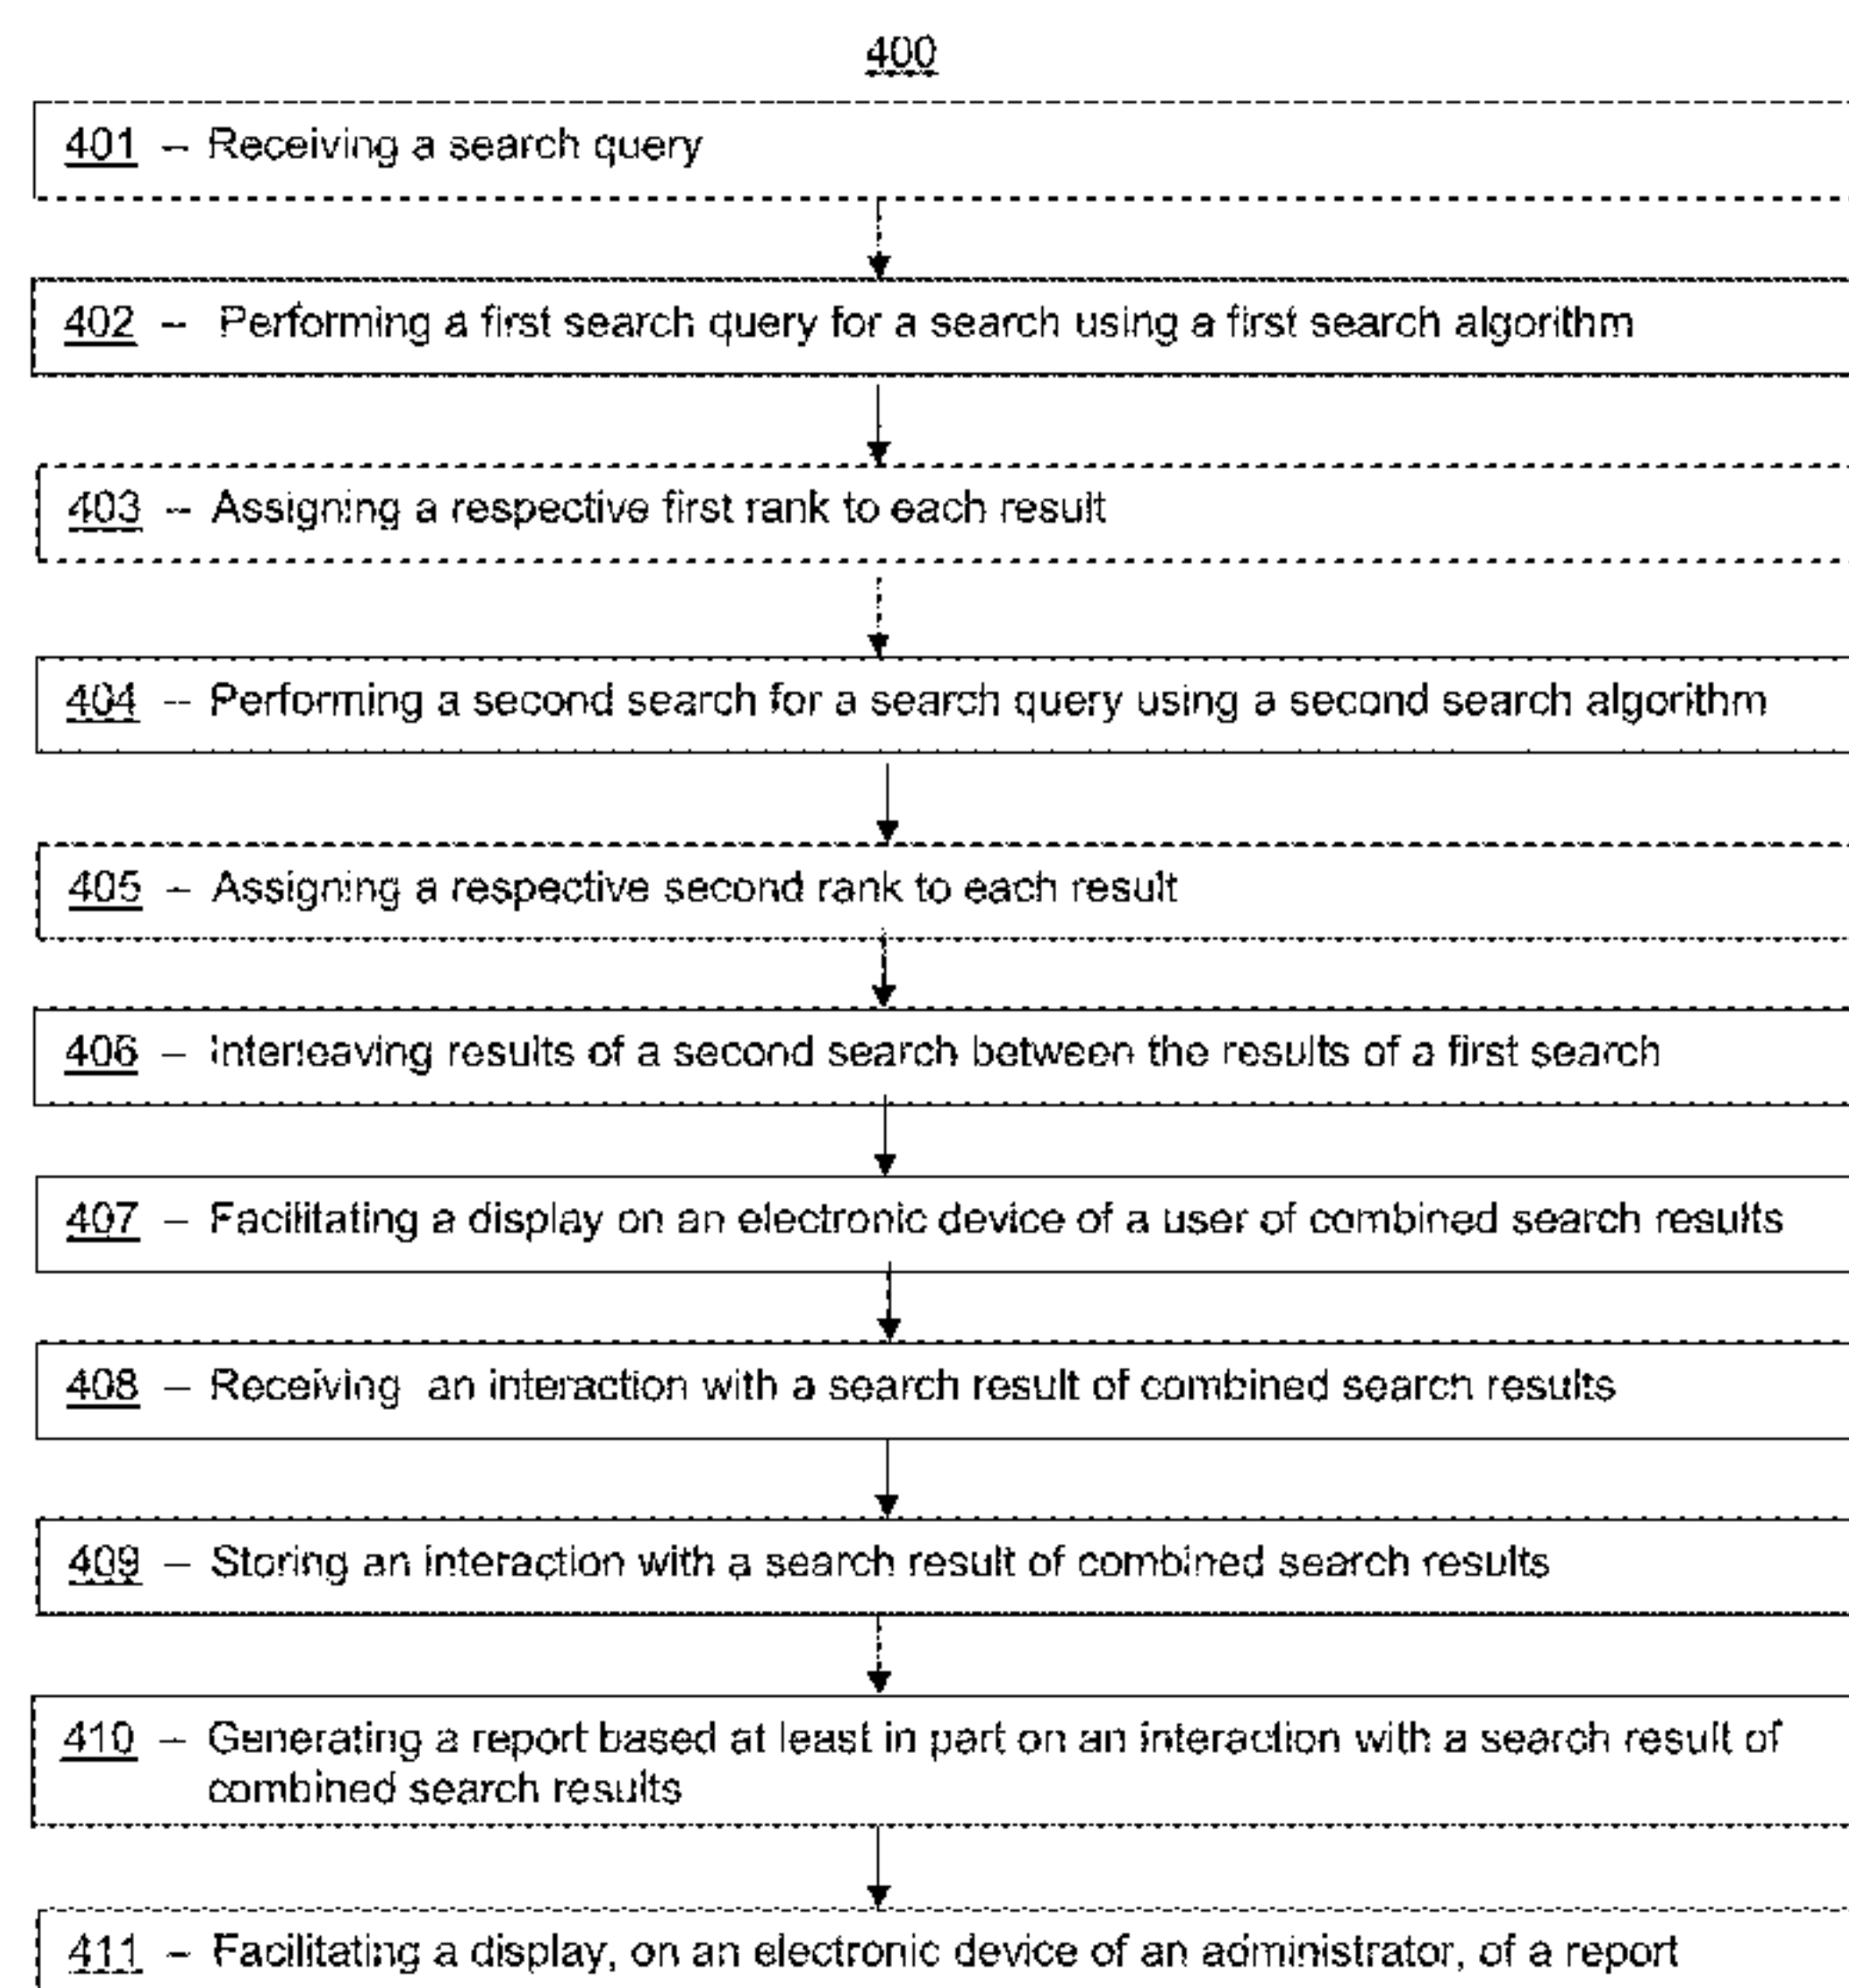 400
401 – Receiving a search query
402 – Performing a first search query for a search using a first search algorithm
403 – Assigning a respective first rank to each result
404 – Performing a second search for a search query using a second search algorithm
405 – Assigning a respective second rank to each result
406 – Interleaving results of a second search between the results of a first search
407 – Facilitating a display on an electronic device of a user of combined search results
408 – Receiving an interaction with a search result of combined search results
409 – Storing an interaction with a search result of combined search results
410 – Generating a report based at least in part on an interaction with a search result of
combined search results
411 – Facilitating a display, on an electronic device of an administrator, of a report